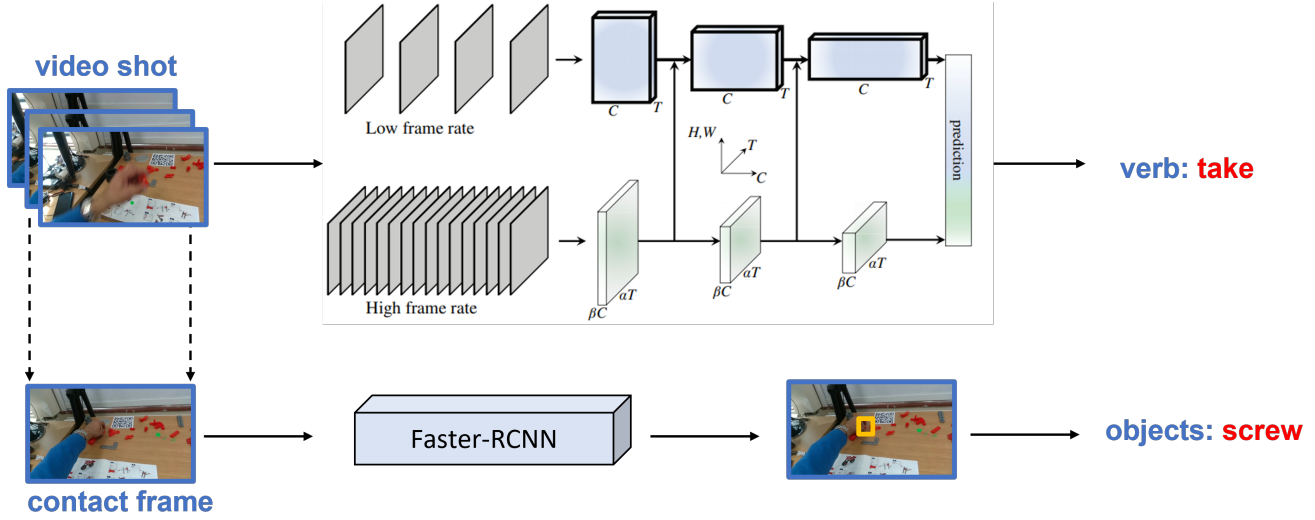 video shot
Low frame rate
C
T
C
T
C
T
H,W
T
C
prediction
verb: take
High frame rate
βC
αT
βC
αT
βC
αT
Faster-RCNN
contact frame
objects: screw